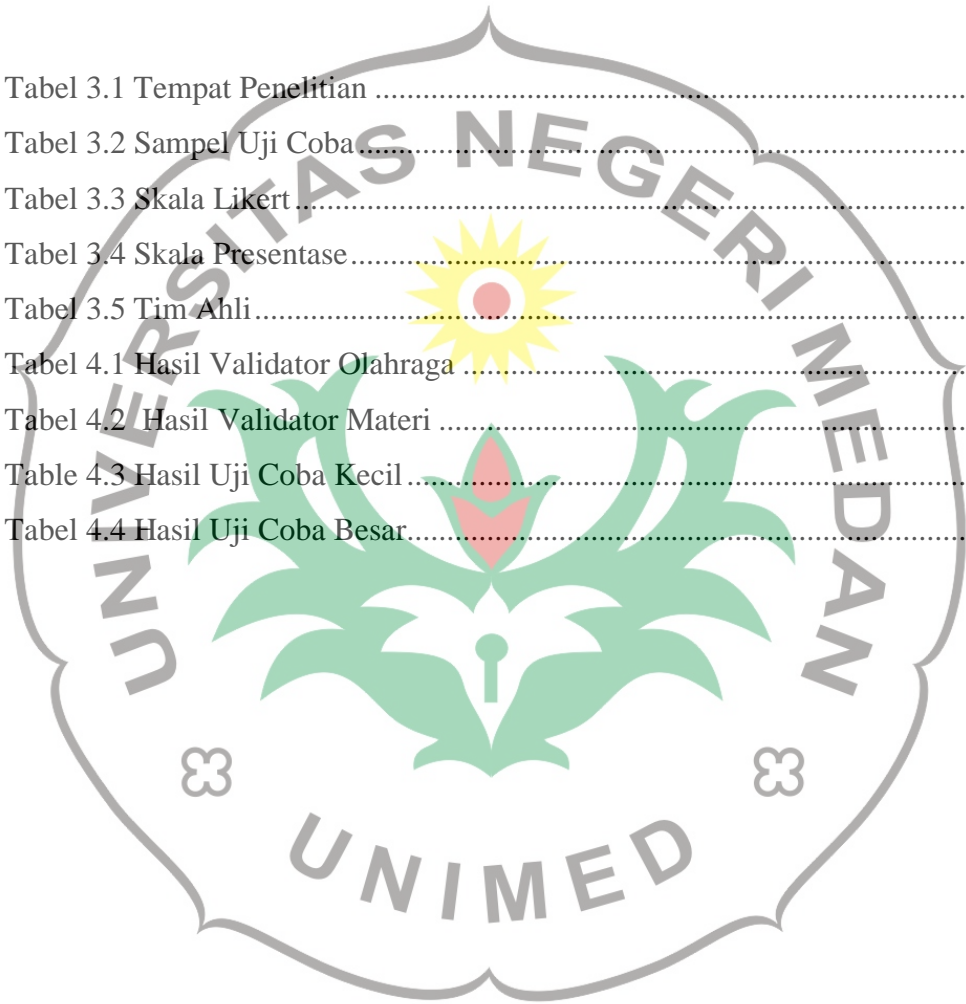 Tabel 3.1 Tempat Penelitian ..........................................................................................
Tabel 3.2 Sampel Uji Coba..........................................................................................
Tabel 3.3 Skala Likert..........................................................................................
Tabel 3.4 Skala Presentase..........................................................................................
Tabel 3.5 Tim Ahli..........................................................................................
Tabel 4.1 Hasil Validator Olahraga ..........................................................................................
Tabel 4.2  Hasil Validator Materi ..........................................................................................
Table 4.3 Hasil Uji Coba Kecil..........................................................................................
Tabel 4.4 Hasil Uji Coba Besar..........................................................................................
UNIVERSITAS NEGERI MEDAN
UNIMED